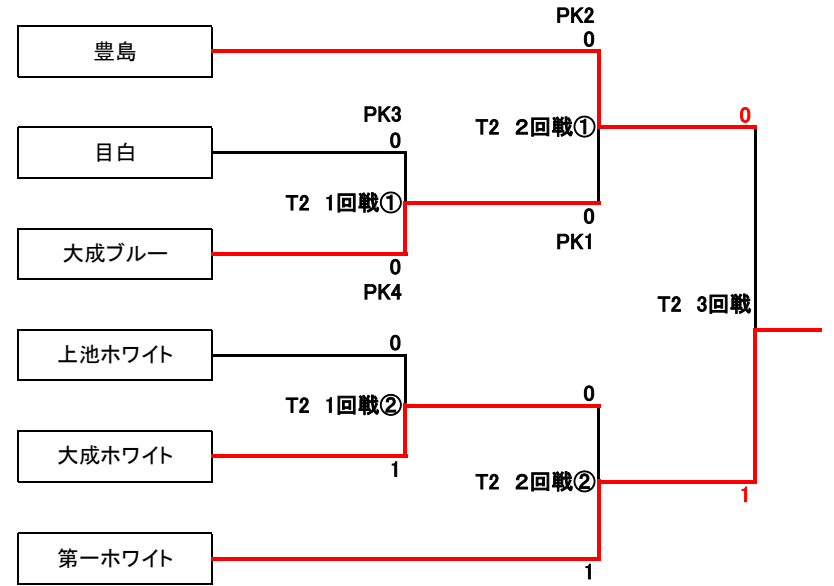 PK2
0
豊島
0
PK3
T2 2回戦①
0
目白
T2 1回戦①
0
PK1
大成ブルー
0
PK4
T2 3回戦
0
上池ホワイト
0
T2 1回戦②
大成ホワイト
1
T2 2回戦②
1
第一ホワイト
1